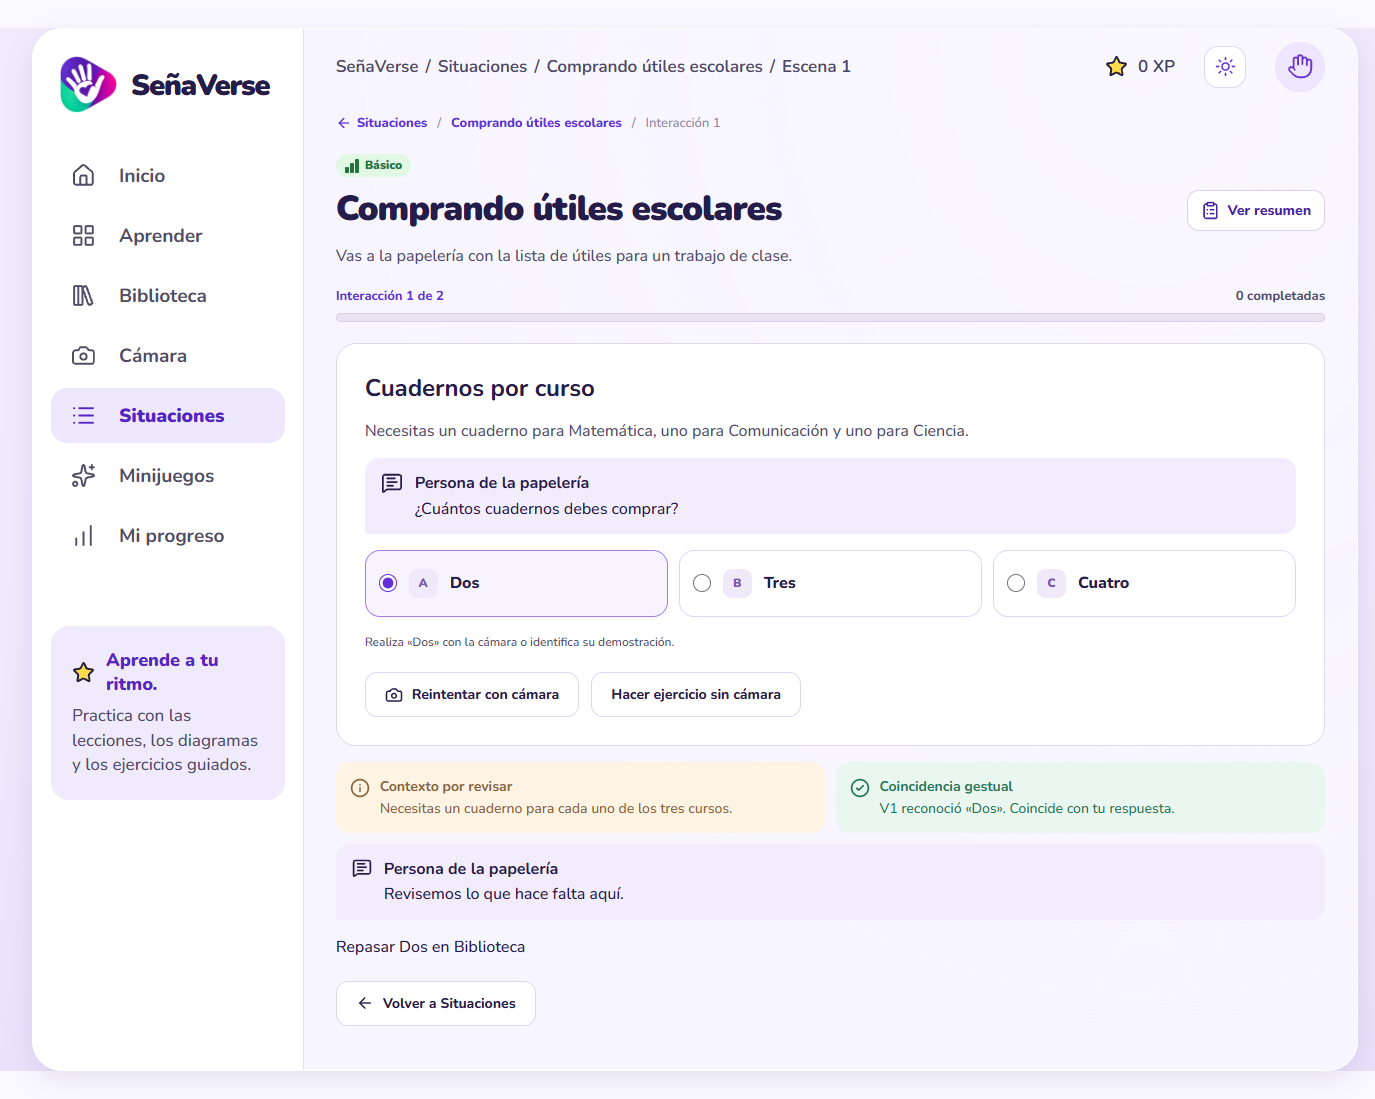 SeñaVerse
Inicio
Aprender
Biblioteca
Cámara
Situaciones
Minijuegos
Mi progreso
Aprende a tu
ritmo.
Practica con las
lecciones, los diagramas
y los ejercicios guiados.
SeñaVerse / Situaciones / Comprando útiles escolares / Escena 1
0 XP
Situaciones / Comprando útiles escolares / Interacción 1
Básico
Comprando útiles escolares
Ver resumen
Vas a la papelería con la lista de útiles para un trabajo de clase.
Interacción 1 de 2
0 completadas
Cuadernos por curso
Necesitas un cuaderno para Matemática, uno para Comunicación y uno para Ciencia.
Persona de la papelería
¿Cuántos cuadernos debes comprar?
A Dos
B Tres
C Cuatro
Realiza «Dos» con la cámara o identifica su demostración.
Reintentar con cámara
Hacer ejercicio sin cámara
Contexto por revisar
Necesitas un cuaderno para cada uno de los tres cursos.
Coincidencia gestual
V1 reconoció «Dos». Coincide con tu respuesta.
Persona de la papelería
Revisemos lo que hace falta aquí.
Repasar Dos en Biblioteca
Volver a Situaciones